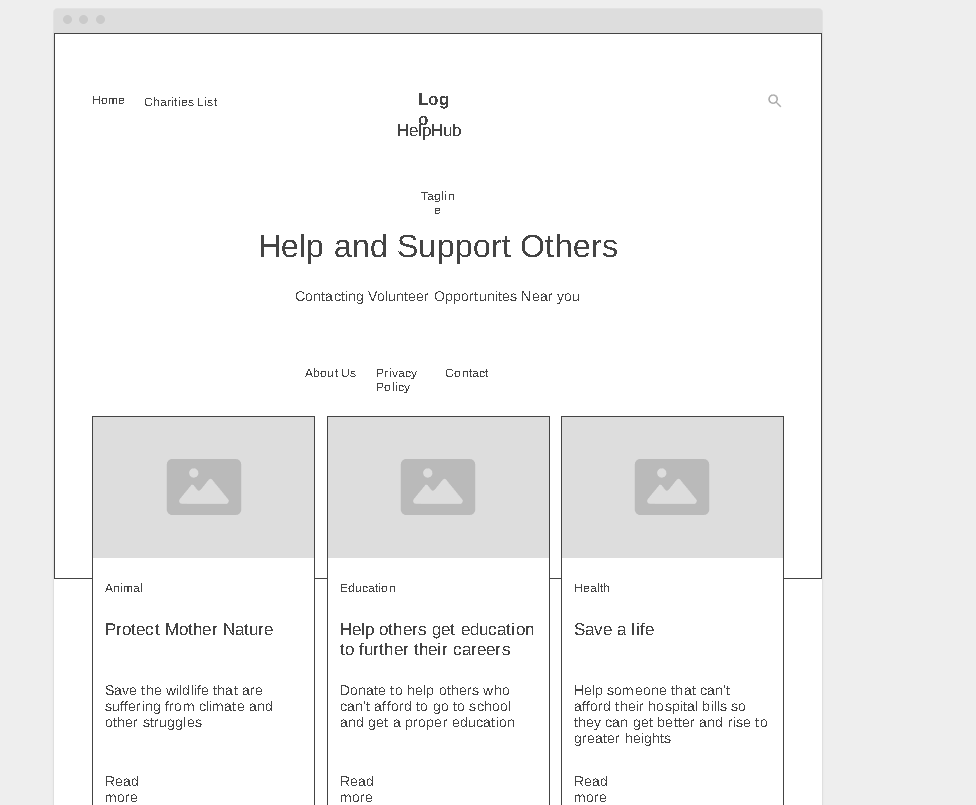 Home
Charities List
Log
o
HelpHub
Taglin
e
Help and Support Others
Contacting Volunteer Opportunites Near you
About Us
Privacy
Policy
Contact
Animal
Protect Mother Nature
Save the wildlife that are
suffering from climate and
other struggles
Read
more
Education
Help others get education
to further their careers
Donate to help others who
can't afford to go to school
and get a proper education
Read
more
Health
Save a life
Help someone that can't
afford their hospital bills so
they can get better and rise to
greater heights
Read
more